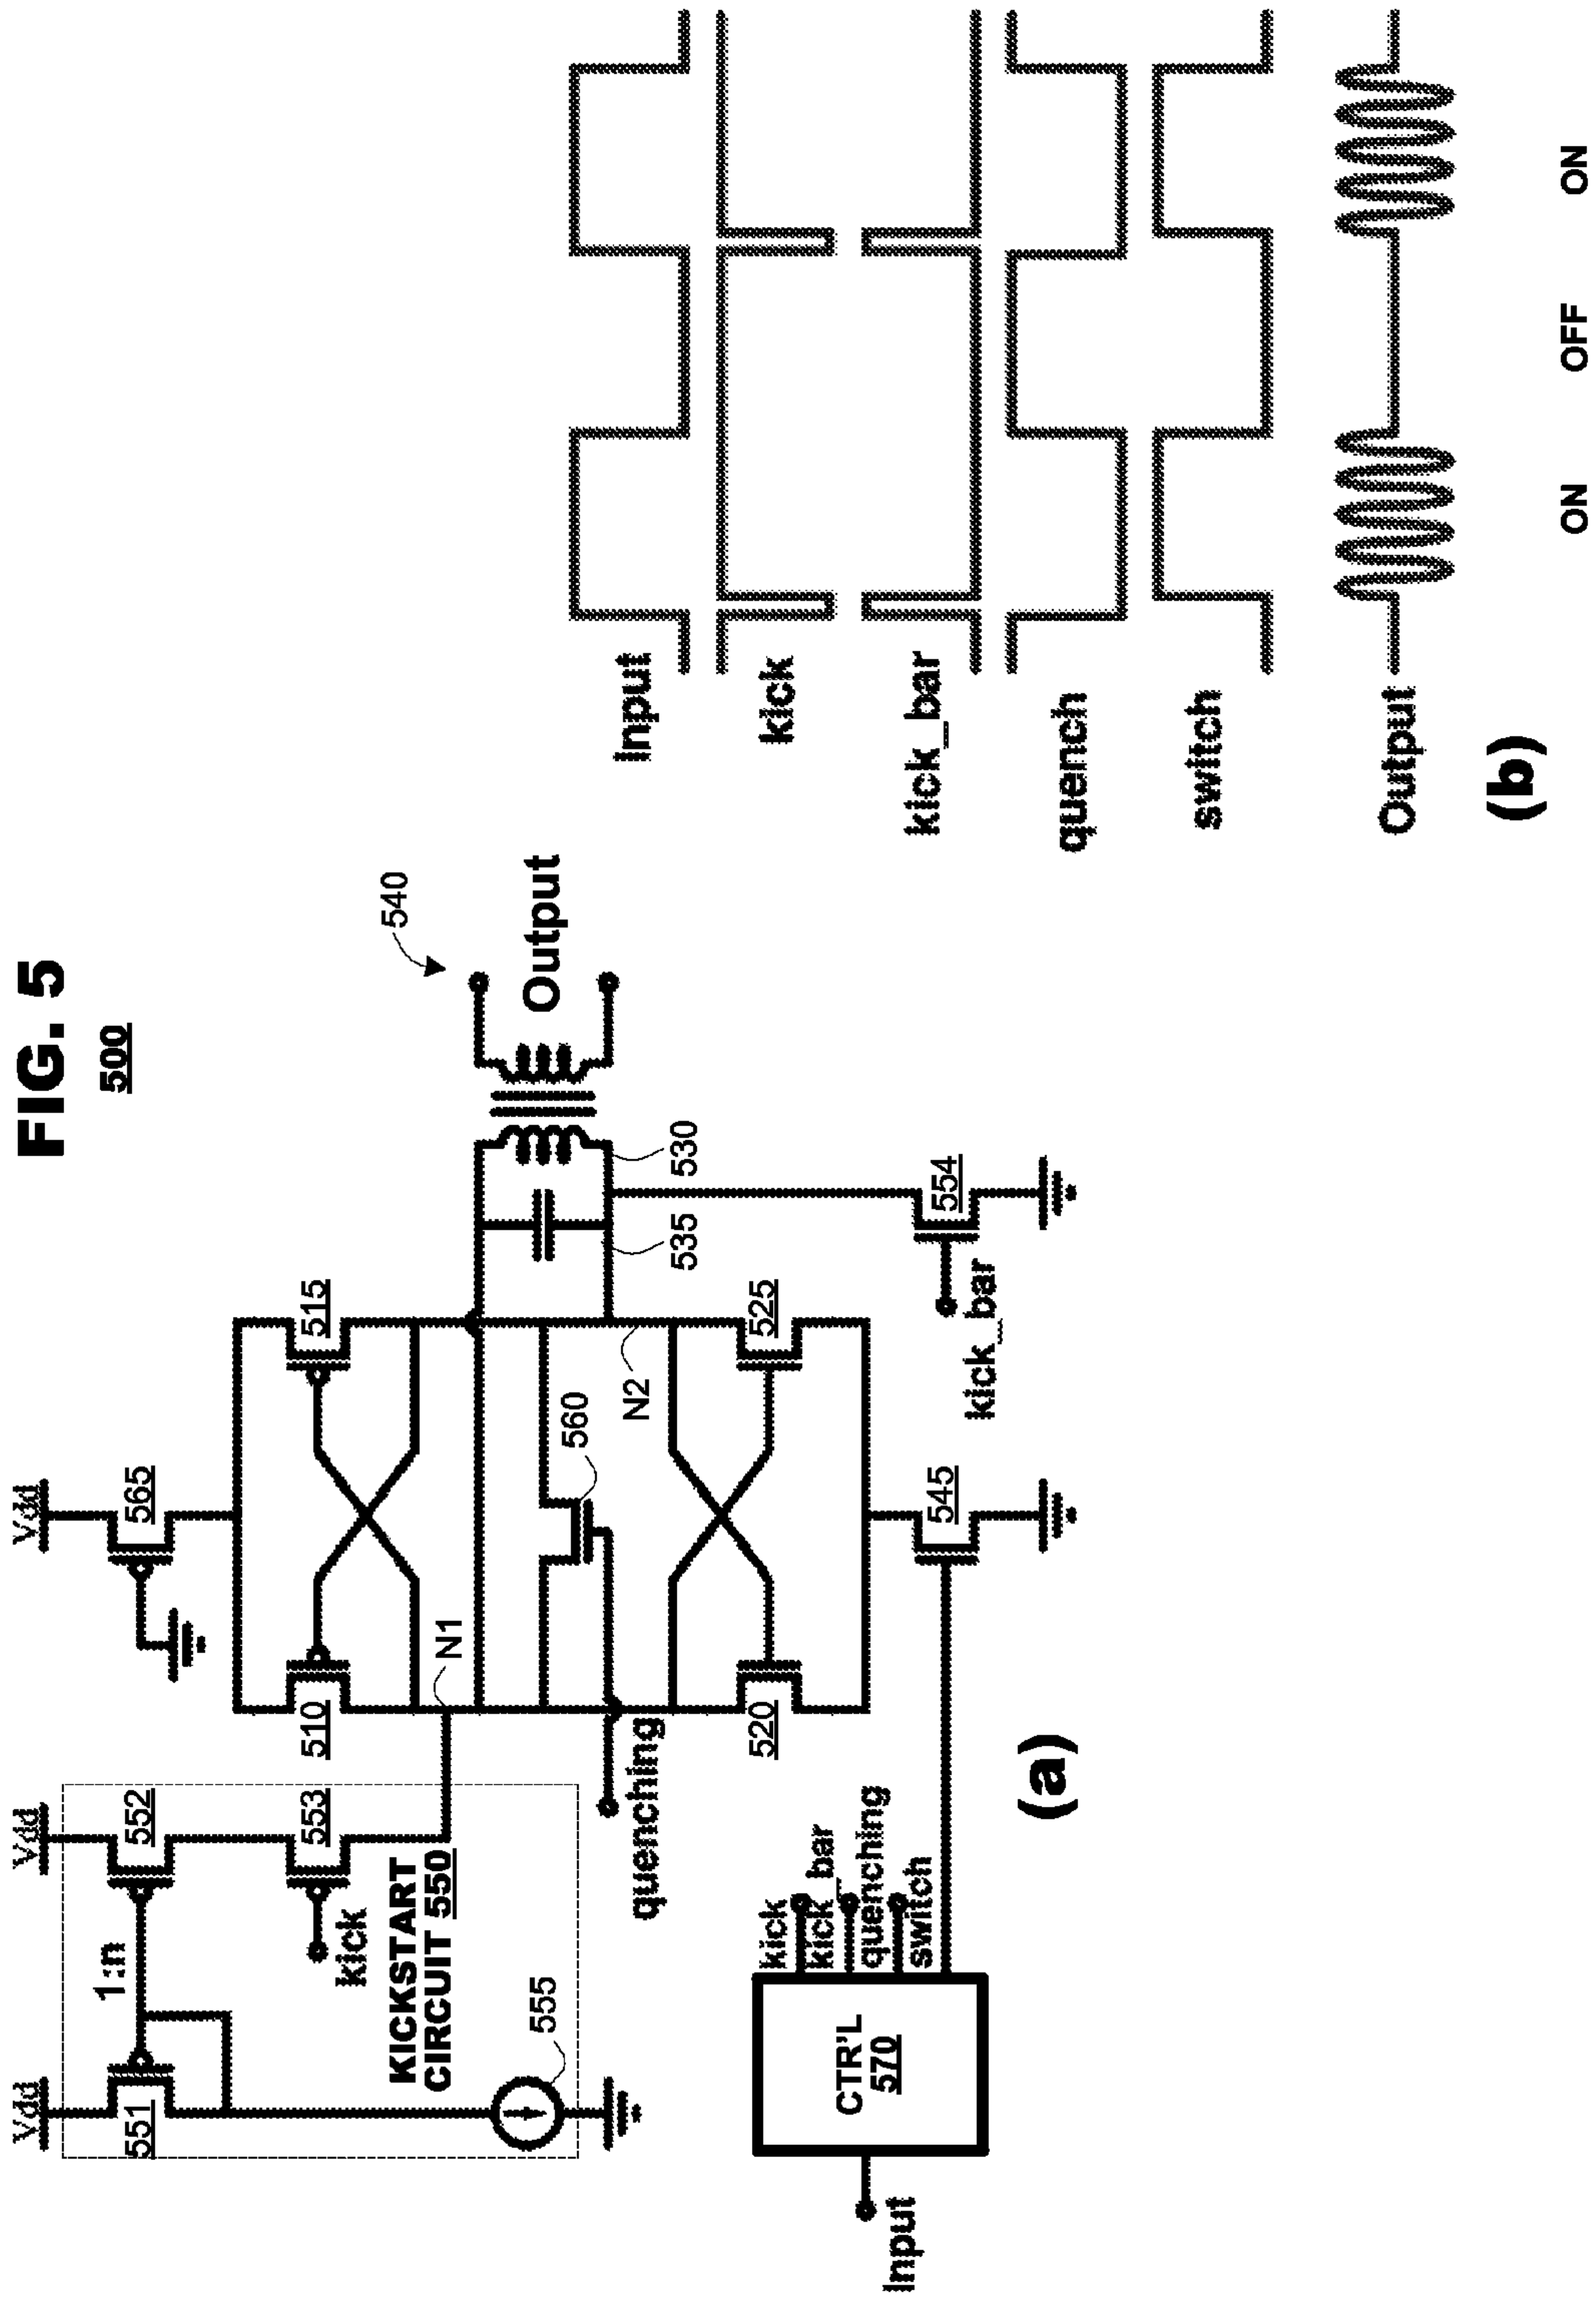 FIG. 5
500
Vdd
Vdd
Vdd
551
1:n
552
565
kick
553
510
515
KICKSTART
CIRCUIT 550
N1
540
Output
555
560
quenching
N2
535
530
520
525
kick
kick_bar
quenching
switch
CTR'L
570
Input
545
kick_bar
554
(a)
Input
kick
kick_bar
quench
switch
Output
ON
OFF
ON
(b)